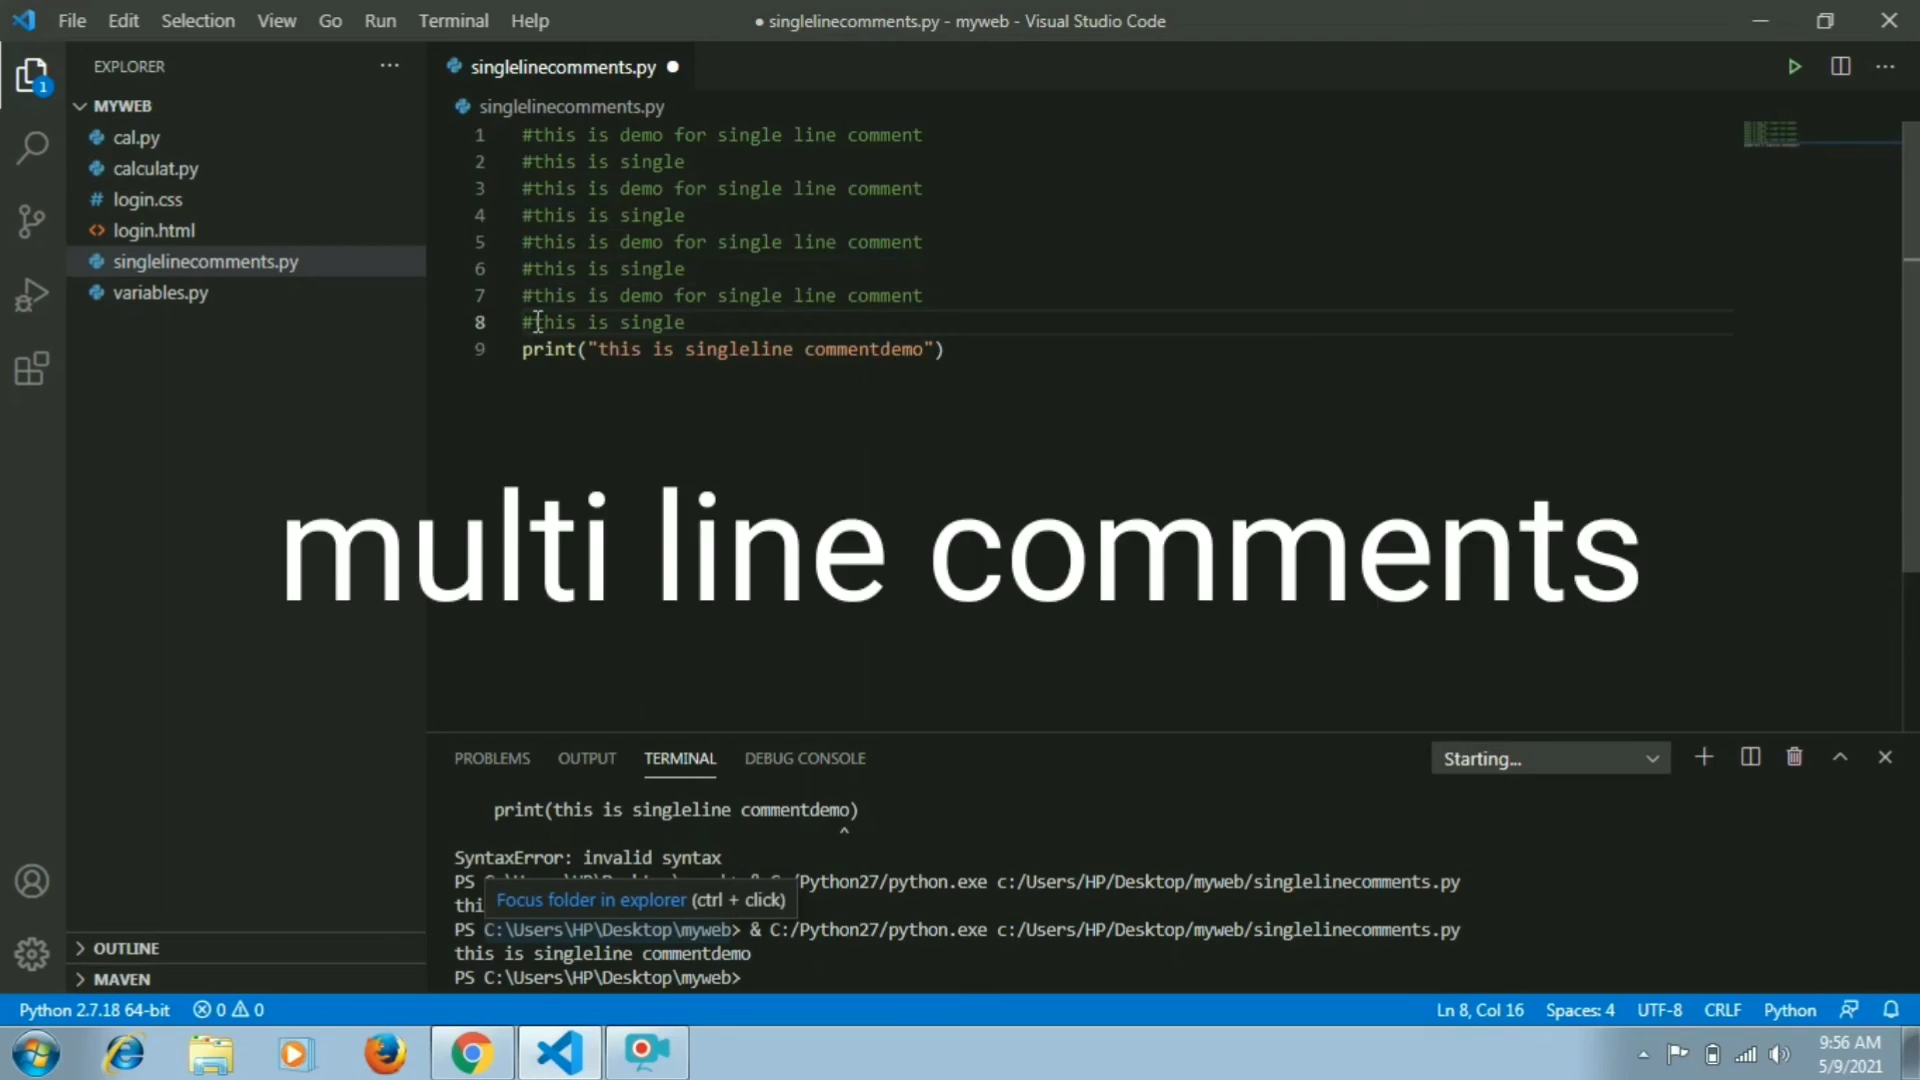 File Edit Selection View Go Run Terminal Help
● singlelinecomments.py - myweb - Visual Studio Code
EXPLORER
1
MYWEB
cal.py
calculat.py
login.css
login.html
singlelinecomments.py
variables.py
OUTLINE
MAVEN
singlelinecomments.py
singlelinecomments.py
1 #this is demo for single line comment
2 #this is single
3 #this is demo for single line comment
4 #this is single
5 #this is demo for single line comment
6 #this is single
7 #this is demo for single line comment
8 #this is single
9 print("this is singleline commentdemo")
multi line comments
PROBLEMS OUTPUT TERMINAL DEBUG CONSOLE
Starting...
print(this is singleline commentdemo)
^
SyntaxError: invalid syntax
PS /Python27/python.exe c:/Users/HP/Desktop/myweb/singlelinecomments.py
thi
Focus folder in explorer (ctrl + click)
PS C:\Users\HP\Desktop\myweb> & C:/Python27/python.exe c:/Users/HP/Desktop/myweb/singlelinecomments.py
this is singleline commentdemo
PS C:\Users\HP\Desktop\myweb>
Python 2.7.18 64-bit 0 0
Ln 8, Col 16 Spaces: 4 UTF-8 CRLF Python
9:56 AM
5/9/2021